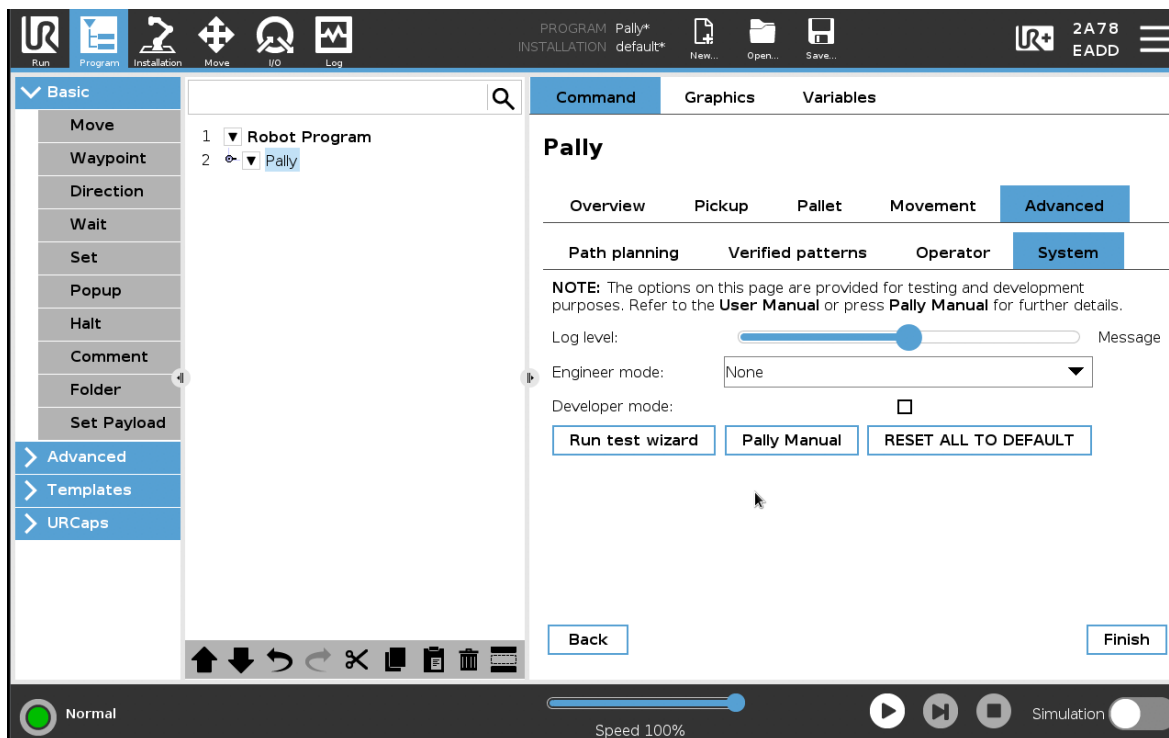 PROGRAM Pally*
INSTALLATION default*
UR+
2A78
EADD
UR
Run
Program
Installation
Move
I/O
Log
New...
Open...
Save...
Basic
Move
Waypoint
Direction
Wait
Set
Popup
Halt
Comment
Folder
Set Payload
Advanced
Templates
URCaps
1 Robot Program
2 Pally
Command Graphics Variables
Pally
Overview Pickup Pallet Movement Advanced
Path planning Verified patterns Operator System
NOTE: The options on this page are provided for testing and development
purposes. Refer to the User Manual or press Pally Manual for further details.
Log level: Message
Engineer mode: None
Developer mode:
Run test wizard Pally Manual RESET ALL TO DEFAULT
Back Finish
Normal
Speed 100%
Simulation